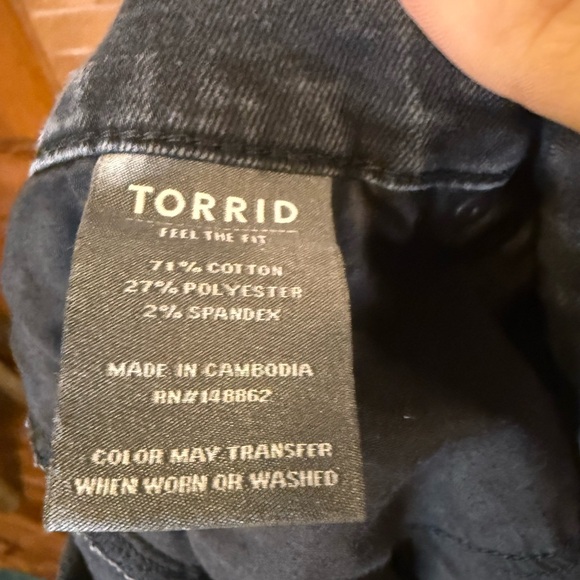 TORRID
FEEL THE FIT
71% COTTON
27% POLYESTER
2% SPANDEX
MADE IN CAMBODIA
RN#148862
COLOR MAY TRANSFER
WHEN WORN OR WASHED